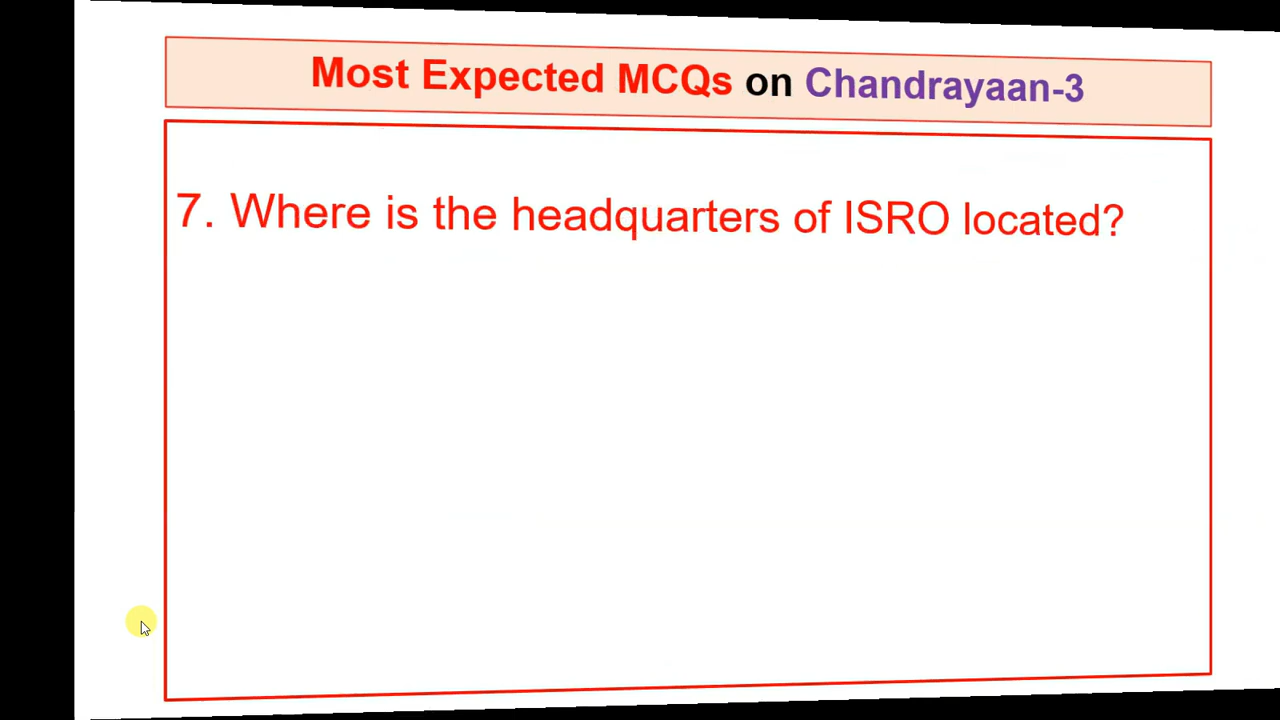 Most Expected MCQs on Chandrayaan-3
7. Where is the headquarters of ISRO located?